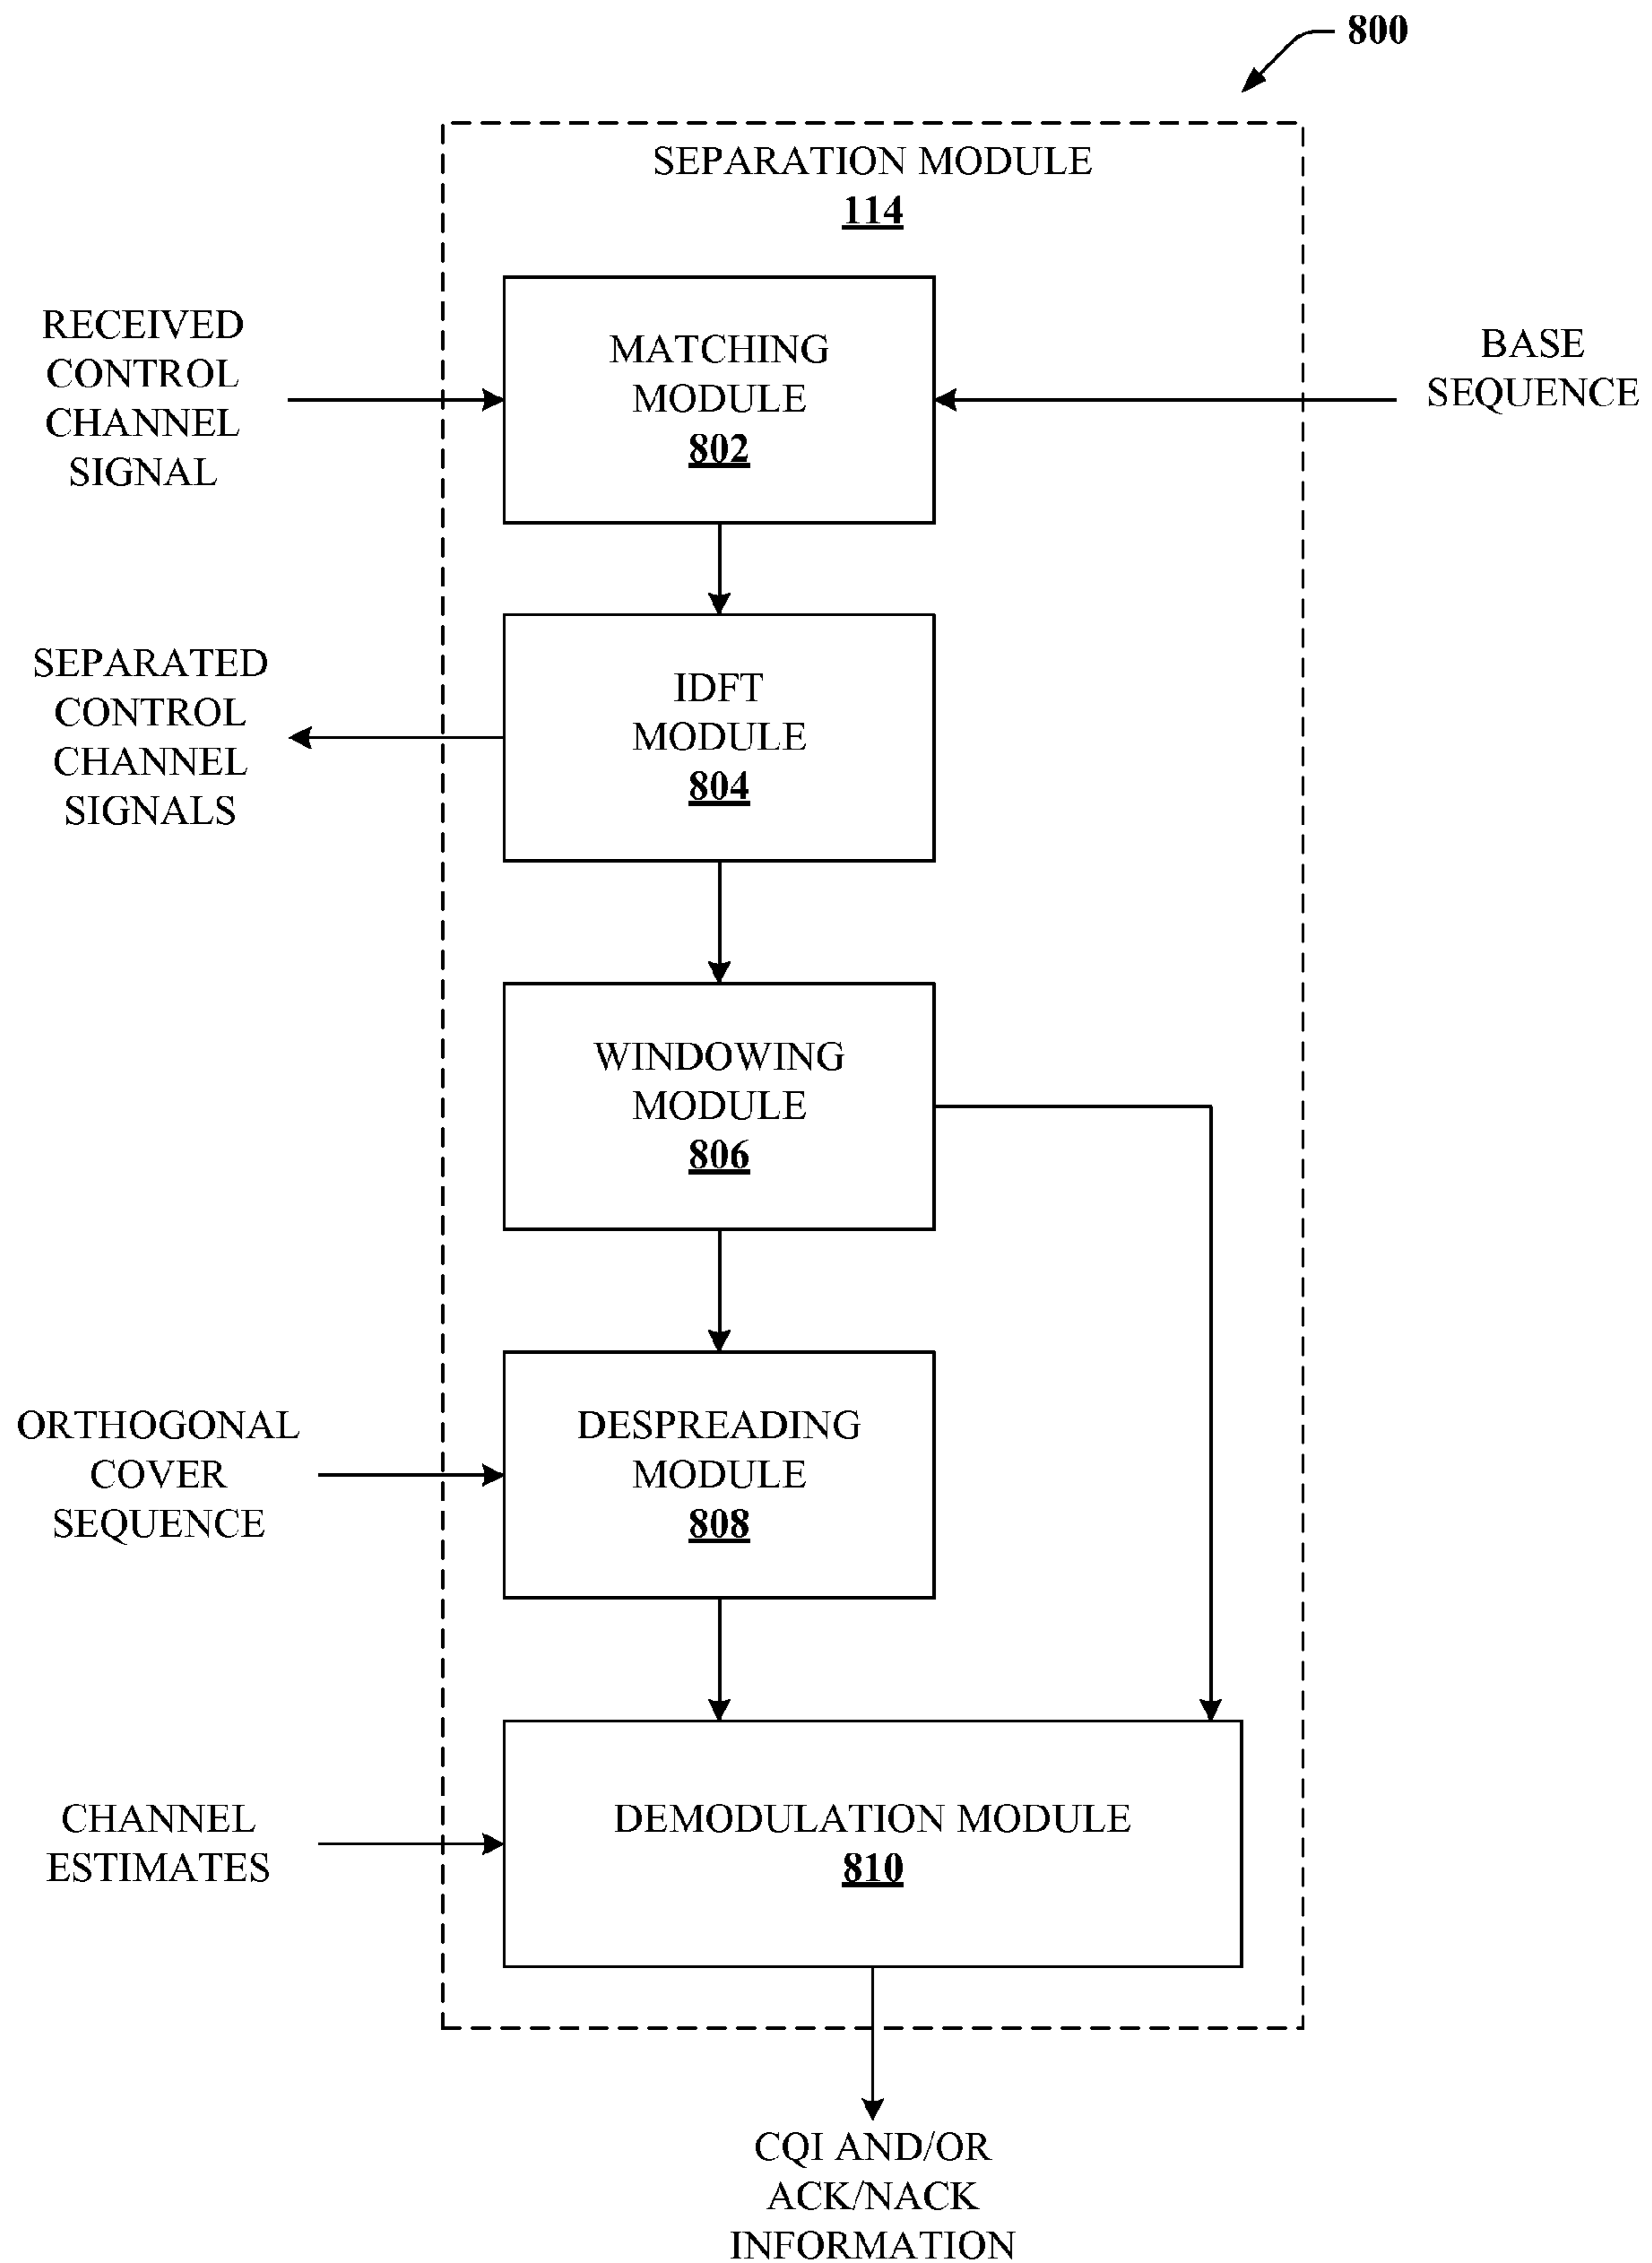 800
SEPARATION MODULE
114
RECEIVED
CONTROL
CHANNEL
SIGNAL
MATCHING
MODULE
802
BASE
SEQUENCE
SEPARATED
CONTROL
CHANNEL
SIGNALS
IDFT
MODULE
804
WINDOWING
MODULE
806
ORTHOGONAL
COVER
SEQUENCE
DESPREADING
MODULE
808
CHANNEL
ESTIMATES
DEMODULATION MODULE
810
CQI AND/OR
ACK/NACK
INFORMATION